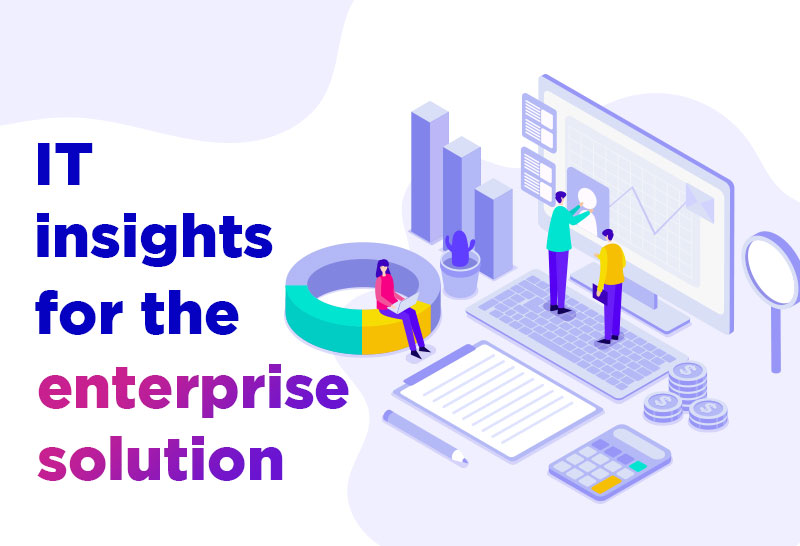 IT
insights
for the
enterprise
solution
$
$
$